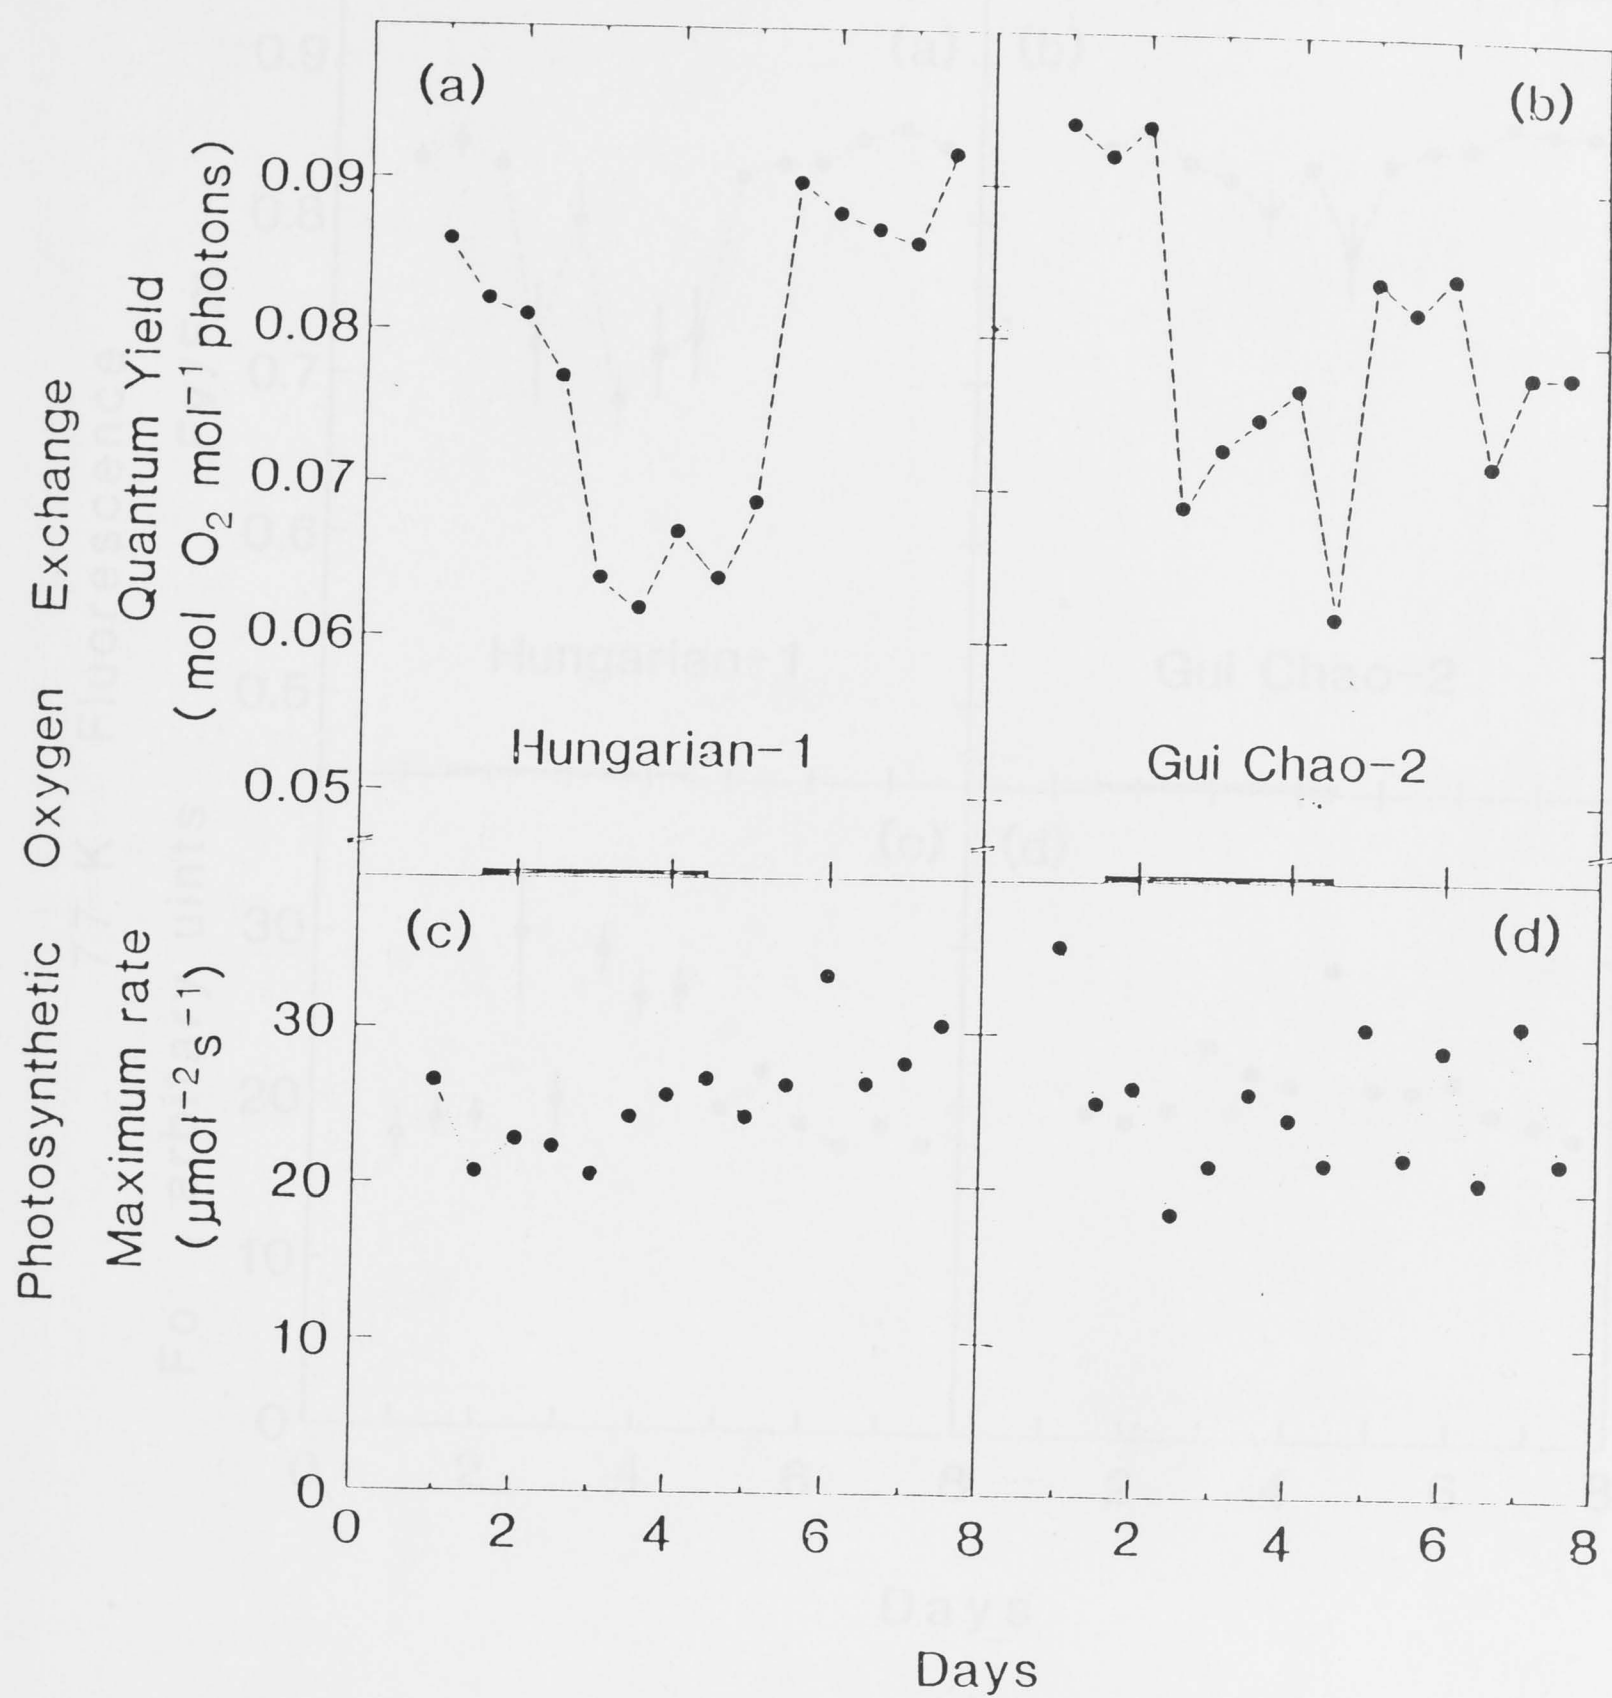 (a)
(b)
0.09
0.08
0.07
0.06
0.05
Hungarian-1
Gui Chao-2
(c)
(d)
30
20
10
0
0 2 4 6 8 2 4 6 8
Days
Photosynthetic Oxygen Exchange
Quantum Yield
(mol O₂ mol⁻¹ photons)
Maximum rate
(µmol⁻²s⁻¹)